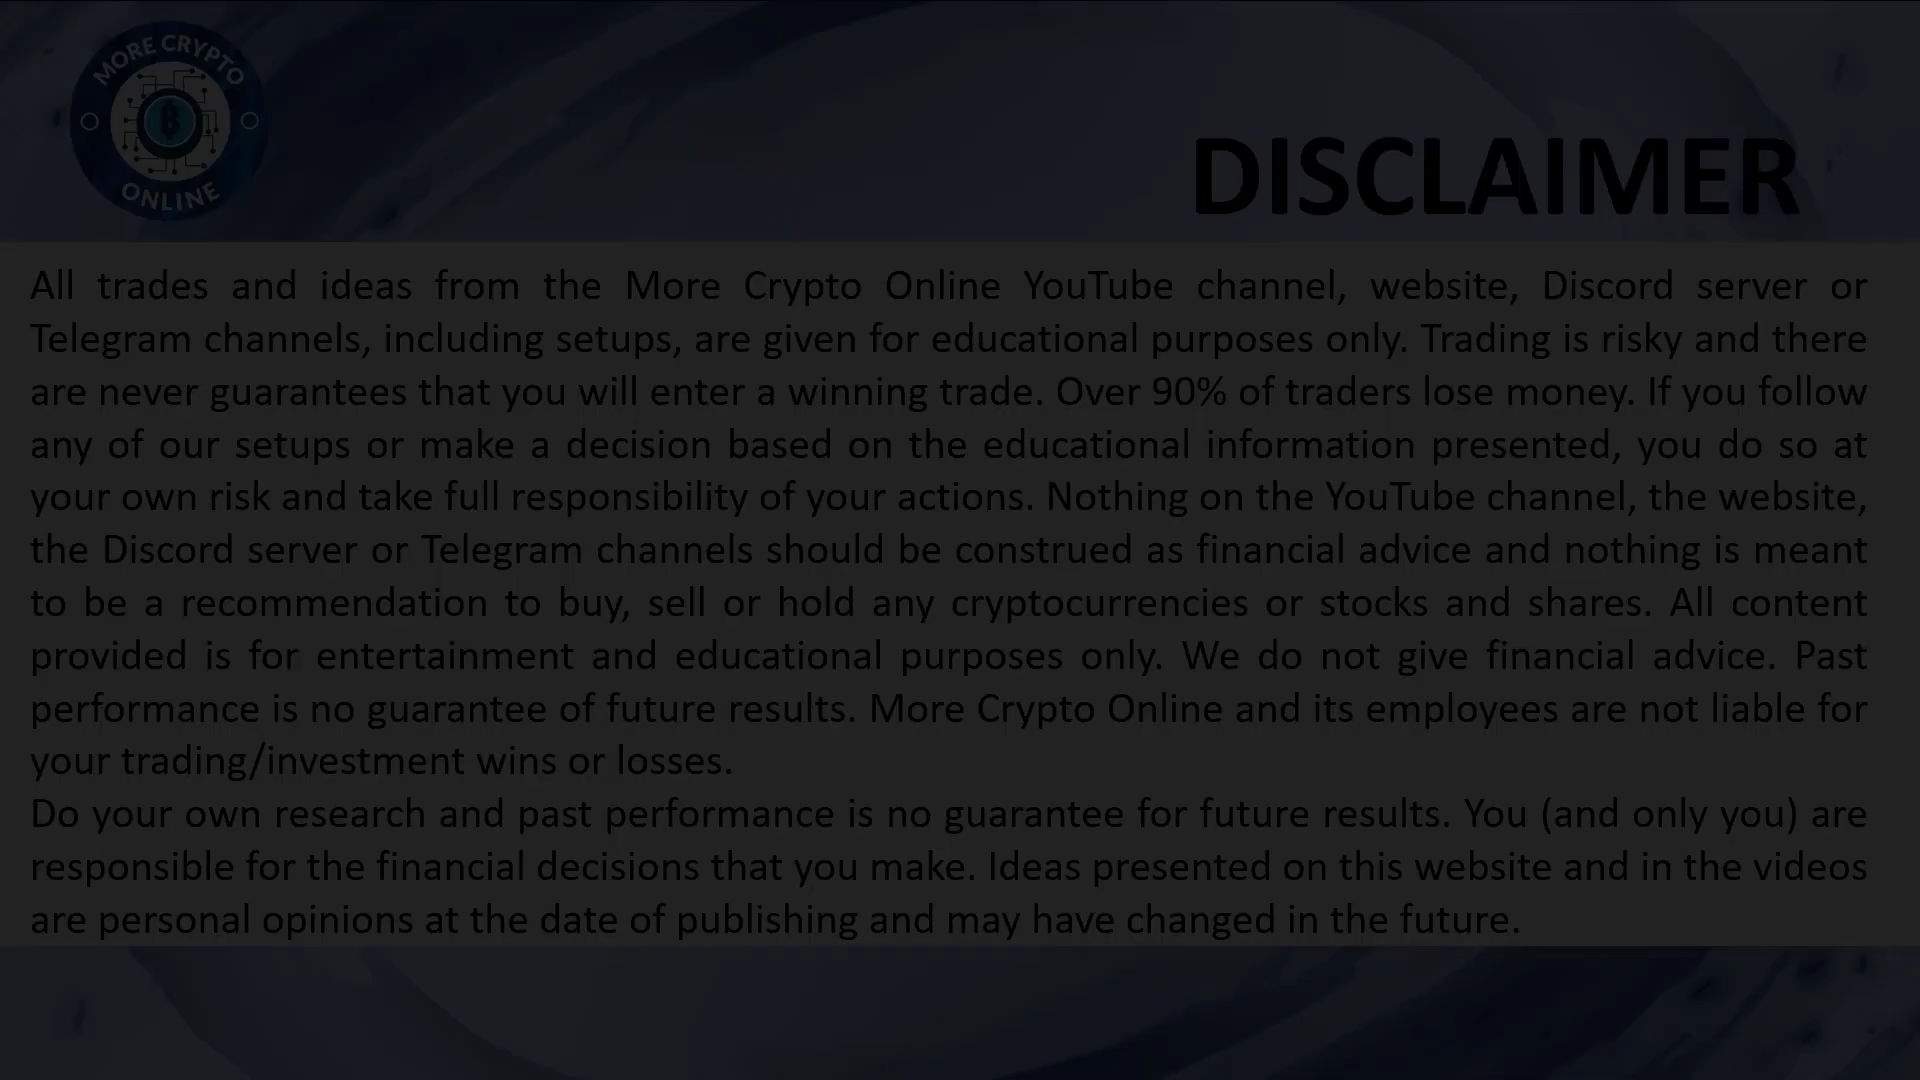 MORE CRYPTO
ONLINE
DISCLAIMER
All trades and ideas from the More Crypto Online YouTube channel, website, Discord server or
Telegram channels, including setups, are given for educational purposes only. Trading is risky and there
are never guarantees that you will enter a winning trade. Over 90% of traders lose money. If you follow
any of our setups or make a decision based on the educational information presented, you do so at
your own risk and take full responsibility of your actions. Nothing on the YouTube channel, the website,
the Discord server or Telegram channels should be construed as financial advice and nothing is meant
to be a recommendation to buy, sell or hold any cryptocurrencies or stocks and shares. All content
provided is for entertainment and educational purposes only. We do not give financial advice. Past
performance is no guarantee of future results. More Crypto Online and its employees are not liable for
your trading/investment wins or losses.
Do your own research and past performance is no guarantee for future results. You (and only you) are
responsible for the financial decisions that you make. Ideas presented on this website and in the videos
are personal opinions at the date of publishing and may have changed in the future.